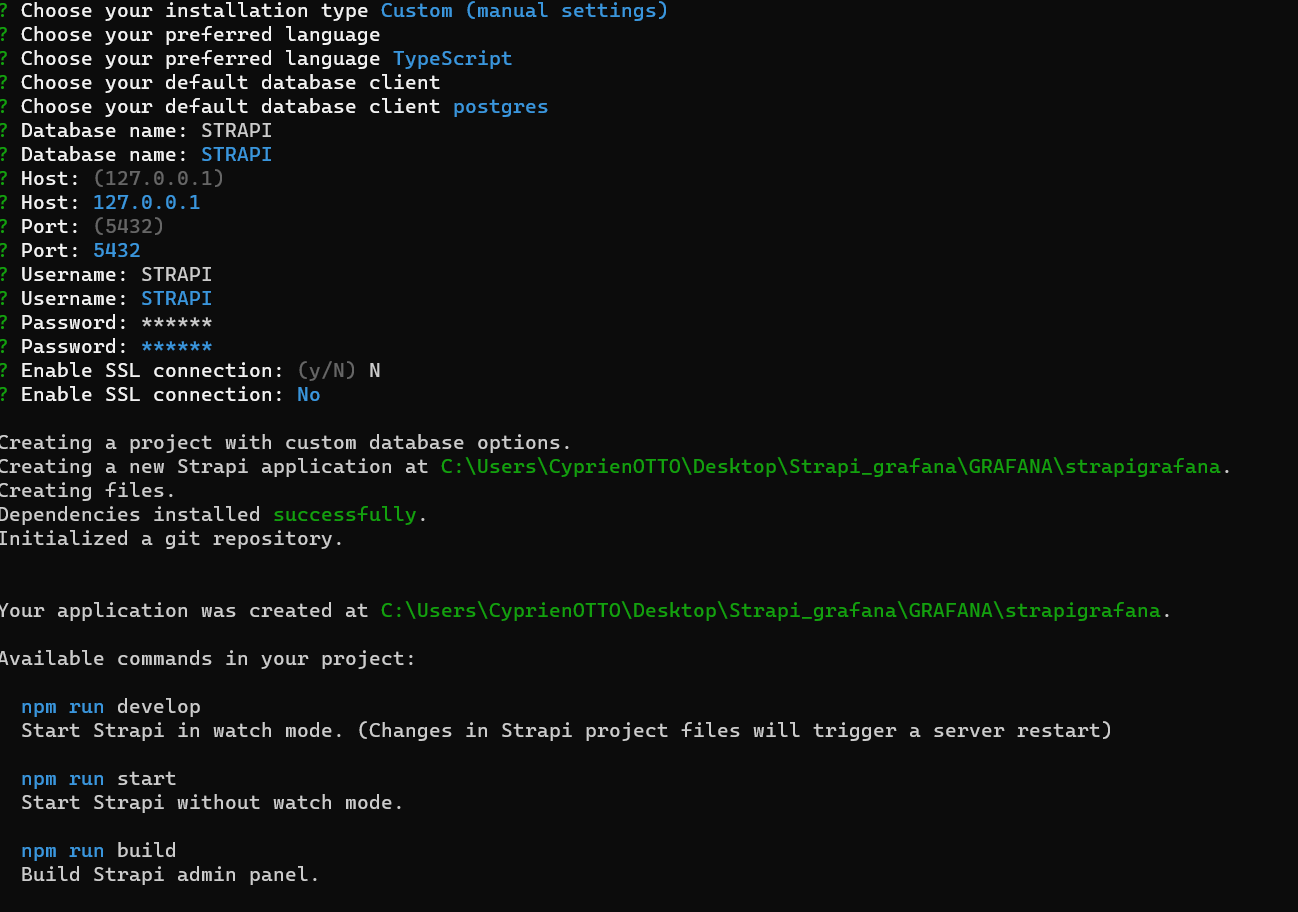 ? Choose your installation type Custom (manual settings)
? Choose your preferred language
? Choose your preferred language TypeScript
? Choose your default database client
? Choose your default database client postgres
? Database name: STRAPI
? Database name: STRAPI
? Host: (127.0.0.1)
? Host: 127.0.0.1
? Port: (5432)
? Port: 5432
? Username: STRAPI
? Username: STRAPI
? Password: ******
? Password: ******
? Enable SSL connection: (y/N) N
? Enable SSL connection: No
Creating a project with custom database options.
Creating a new Strapi application at C:\Users\CyprienOTTO\Desktop\Strapi_grafana\GRAFANA\strapigrafana.
Creating files.
Dependencies installed successfully.
Initialized a git repository.
Your application was created at C:\Users\CyprienOTTO\Desktop\Strapi_grafana\GRAFANA\strapigrafana.
Available commands in your project:
npm run develop
Start Strapi in watch mode. (Changes in Strapi project files will trigger a server restart)
npm run start
Start Strapi without watch mode.
npm run build
Build Strapi admin panel.